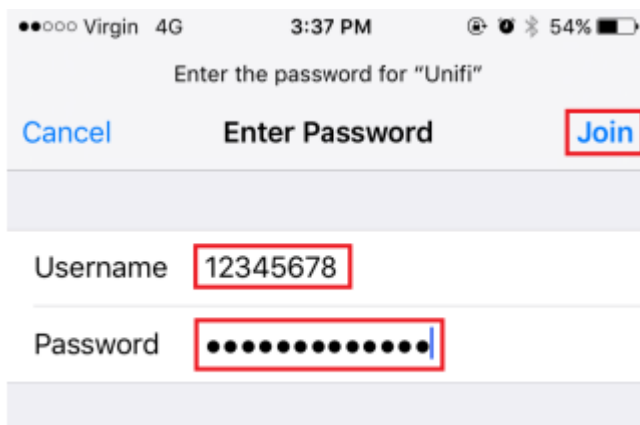 Virgin 4G 3:37 PM 54%
Enter the password for “Unifi”
Cancel Enter Password Join
Username 12345678
Password •••••••••••••